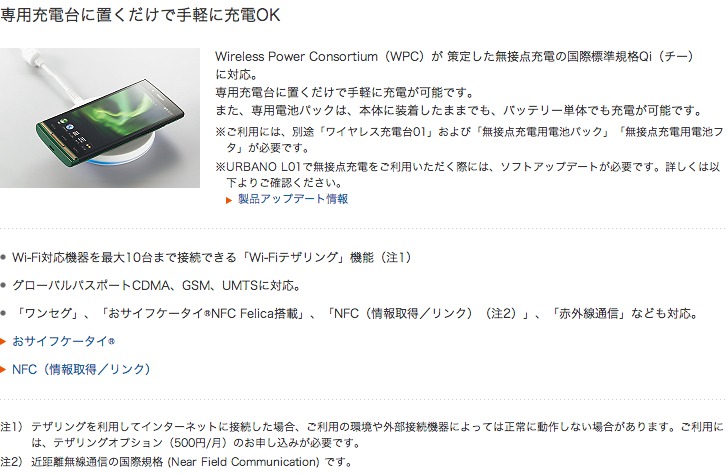 専用充電台に置くだけで手軽に充電OK
Wireless Power Consortium（WPC）が 策定した無接点充電の国際標準規格Qi（チー）
に対応。
専用充電台に置くだけで手軽に充電が可能です。
また、専用電池パックは、本体に装着したままでも、バッテリー単体でも充電が可能です。
※ご利用には、別途「ワイヤレス充電台01」および「無接点充電用電池パック」「無接点充電用電池フ
タ」が必要です。
※URBANO L01で無接点充電をご利用いただく際には、ソフトアップデートが必要です。詳しくは以
下よりご確認ください。
製品アップデート情報
● Wi-Fi対応機器を最大10台まで接続できる「Wi-Fiテザリング」機能（注1）
● グローバルパスポートCDMA、GSM、UMTSに対応。
● 「ワンセグ」、「おサイフケータイ®NFC Felica搭載」、「NFC（情報取得／リンク）（注2）」、「赤外線通信」なども対応。
おサイフケータイ®
NFC（情報取得／リンク）
注1） テザリングを利用してインターネットに接続した場合、ご利用の環境や外部接続機器によっては正常に動作しない場合があります。ご利用に
は、テザリングオプション（500円/月）のお申し込みが必要です。
注2） 近距離無線通信の国際規格 (Near Field Communication) です。